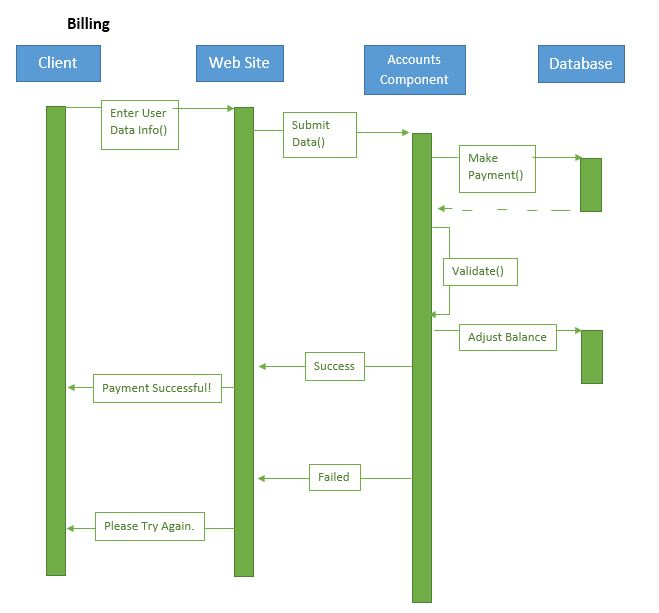 Billing
Client
Web Site
Accounts
Component
Database
Enter User
Data Info()
Submit
Data()
Make
Payment()
Validate()
Adjust Balance
Success
Payment Successful!
Failed
Please Try Again.